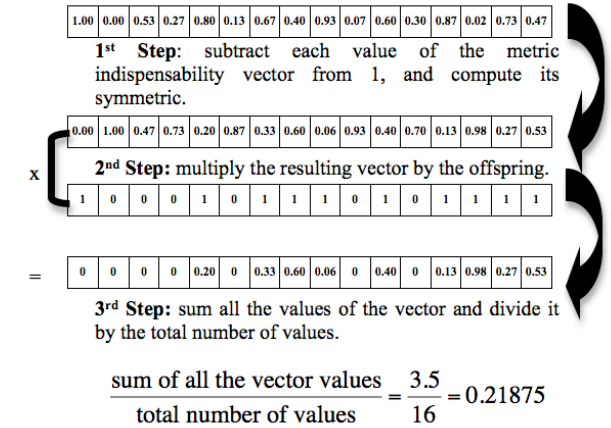 1.00 0.00 0.53 0.27 0.80 0.13 0.67 0.40 0.93 0.07 0.60 0.30 0.87 0.02 0.73 0.47
1st Step: subtract each value of the metric
indispensability vector from 1, and compute its
symmetric.
0.00 1.00 0.47 0.73 0.20 0.87 0.33 0.60 0.06 0.93 0.40 0.70 0.13 0.98 0.27 0.53
x 2nd Step: multiply the resulting vector by the offspring.
1 0 0 0 1 0 1 1 1 0 1 0 1 1 1 1
= 0 0 0 0 0.20 0 0.33 0.60 0.06 0 0.40 0 0.13 0.98 0.27 0.53
3rd Step: sum all the values of the vector and divide it
by the total number of values.
sum of all the vector values / total number of values = 3.5 / 16 = 0.21875